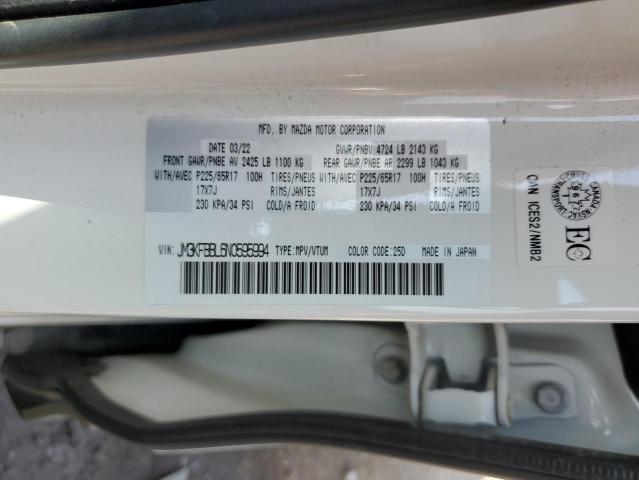 MFD. BY MAZDA MOTOR CORPORATION
DATE 03/22 GVWR/PNBV 4724 LB 2143 KG
FRONT GAWR/PNBE AV 2425 LB 1100 KG REAR GAWR/PNBE AR 2299 LB 1043 KG
WITH/AVEC P225/65R17 100H TIRES/PNEUS WITH/AVEC P225/65R17 100H TIRES/PNEUS
17X7J RIMS/JANTES 17X7J RIMS/JANTES
230 KPA/34 PSI COLD/A FROID 230 KPA/34 PSI COLD/A FROID
VIN: JM3KFBBL6N0695994 TYPE:MPV/VTUM COLOR CODE:25D MADE IN JAPAN
CAN ICES2/NMB2
EC